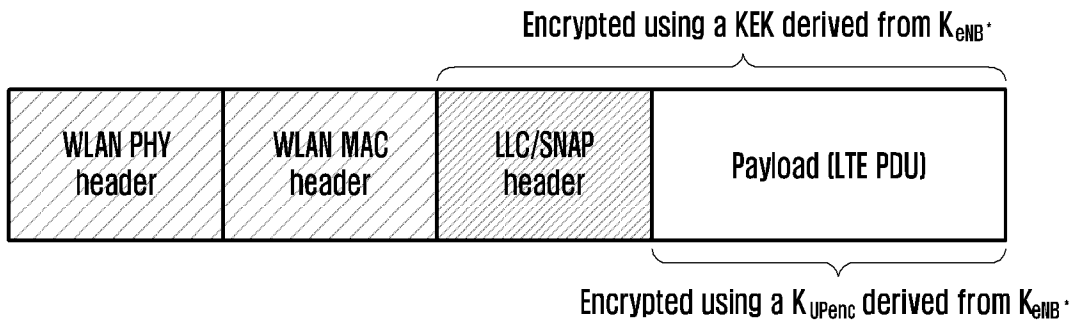 Encrypted using a KEK derived from KeNB*
WLAN PHY
header
WLAN MAC
header
LLC/SNAP
header
Payload (LTE PDU)
Encrypted using a KUPenc derived from KeNB*